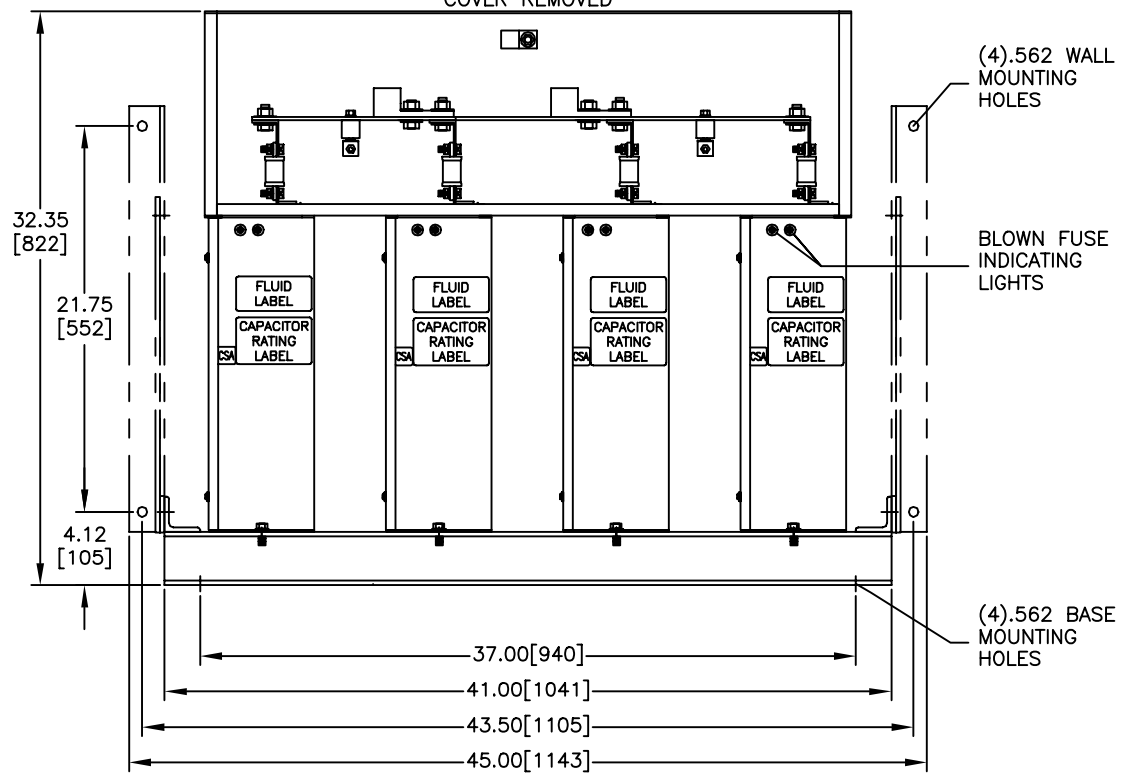 COVER REMOVED
(4).562 WALL
MOUNTING
HOLES
32.35
[822]
21.75
[552]
4.12
[105]
BLOWN FUSE
INDICATING
LIGHTS
FLUID
LABEL
CAPACITOR
RATING
LABEL
CSA
FLUID
LABEL
CAPACITOR
RATING
LABEL
CSA
FLUID
LABEL
CAPACITOR
RATING
LABEL
CSA
FLUID
LABEL
CAPACITOR
RATING
LABEL
CSA
(4).562 BASE
MOUNTING
HOLES
37.00[940]
41.00[1041]
43.50[1105]
45.00[1143]